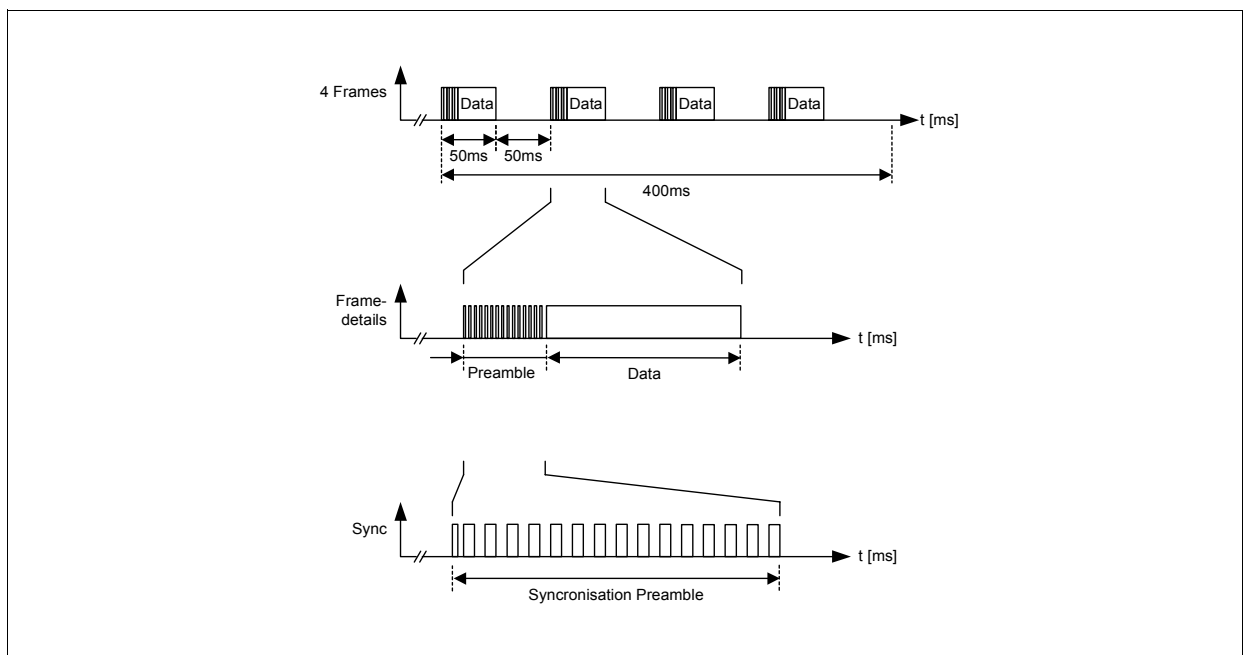 4 Frames
Data
Data
Data
Data
t [ms]
50ms
50ms
400ms
Frame-
details
t [ms]
Preamble
Data
Sync
t [ms]
Syncronisation Preamble